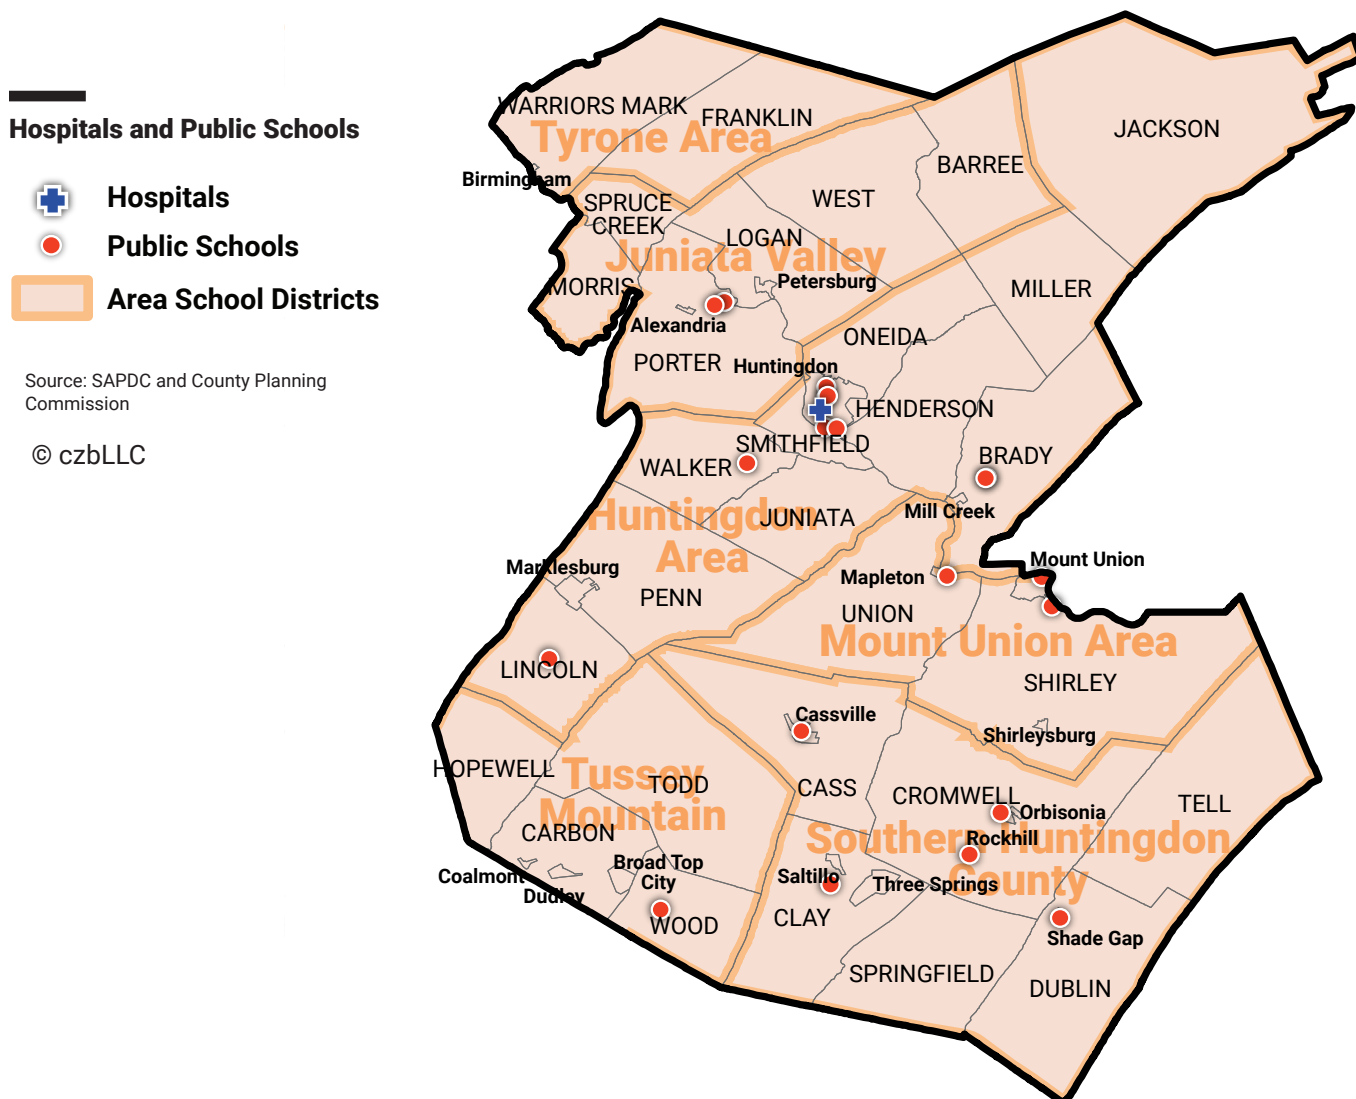 Hospitals and Public Schools
Hospitals
Public Schools
Area School Districts
Source: SAPDC and County Planning
Commission
© czbLLC
WARRIORS MARK
FRANKLIN
Tyrone Area
JACKSON
BARREE
Birmingham
SPRUCE
CREEK
WEST
LOGAN
Juniata Valley
MORRIS
Petersburg
MILLER
Alexandria
ONEIDA
PORTER
Huntingdon
HENDERSON
SMITHFIELD
WALKER
BRADY
Mill Creek
Huntingdon
Area
JUNIATA
Marklesburg
PENN
Mapleton
Mount Union
UNION
Mount Union Area
LINCOLN
SHIRLEY
Cassville
Shirleysburg
HOPEWELL
Tussey
Mountain
TODD
CASS
CROMWELL
Orbisonia
TELL
CARBON
Southern Huntingdon
County
Rockhill
Coalmont
Dudley
Broad Top
City
Saltillo
Three Springs
WOOD
CLAY
Shade Gap
SPRINGFIELD
DUBLIN